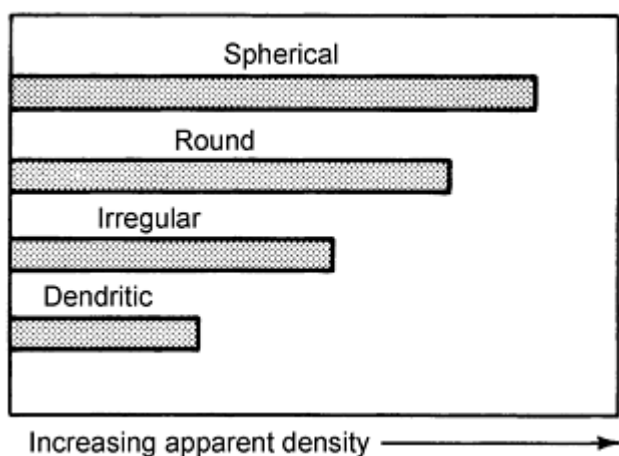 Spherical
Round
Irregular
Dendritic
Increasing apparent density